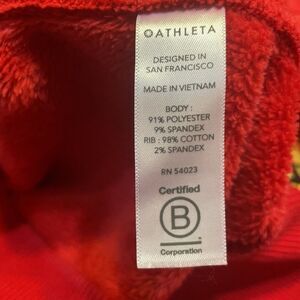 ATHLETA
DESIGNED IN
SAN FRANCISCO
MADE IN VIETNAM
BODY :
91% POLYESTER
9% SPANDEX
RIB : 98% COTTON
2% SPANDEX
RN 54023
Certified
B
Corporation